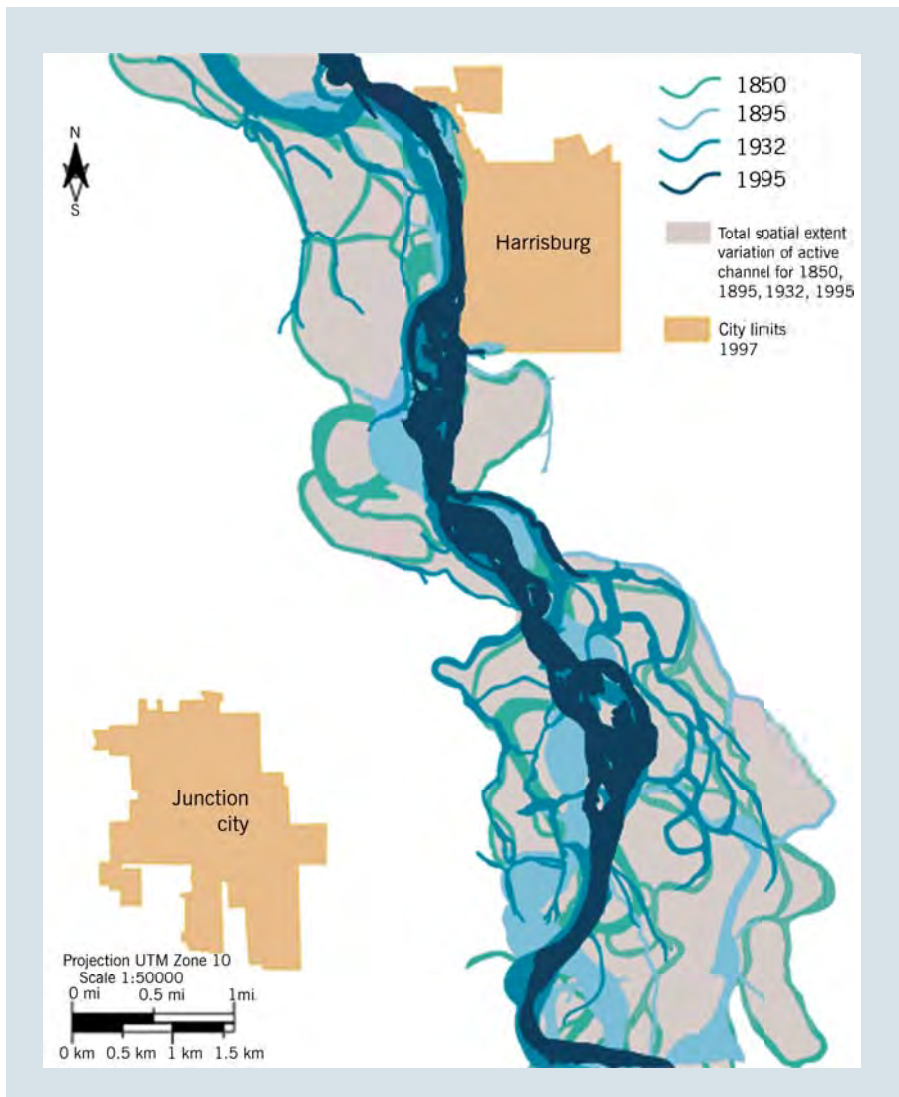 N
S
1850
1895
1932
1995
Total spatial extent
variation of active
channel for 1850,
1895, 1932, 1995
City limits
1997
Harrisburg
Junction
city
Projection UTM Zone 10
Scale 1:50000
0 mi 0.5 mi 1mi
0 km 0.5 km 1 km 1.5 km